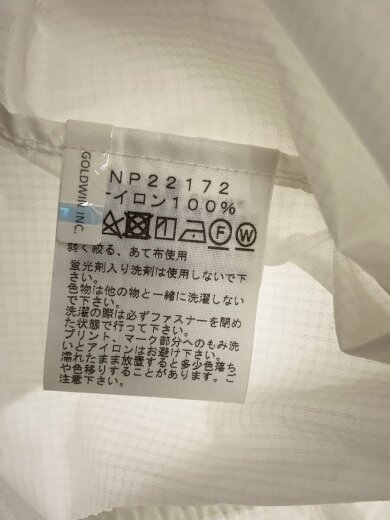 GOLDWIN INC.
NP22172
ナイロン100%
F W
弱く絞る、あて布使用
蛍光剤入り洗剤は使用しないで下
さい。
色物は他の物と一緒に洗濯しない
で下さい。
洗濯の際は必ずファスナーを閉め
た状態で行って下さい。
プリント、マーク部分へのもみ洗
いとアイロンはお避け下さい。
濡れたまま放置すると多少色落ち
や色移りすることがあります。ご
注意下さい。